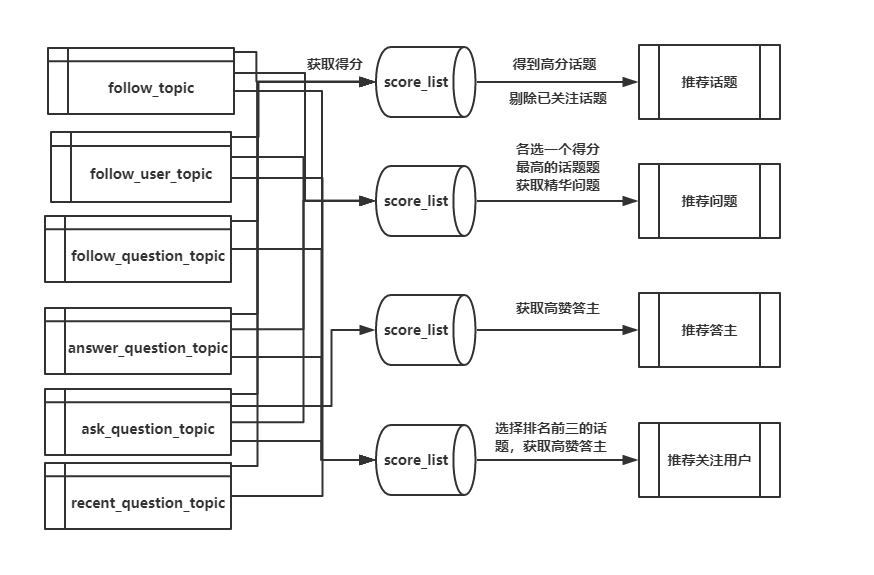 follow_topic
获取得分
score_list
得到高分话题
剔除已关注话题
推荐话题
follow_user_topic
score_list
各选一个得分
最高的话题题
获取精华问题
推荐问题
follow_question_topic
answer_question_topic
score_list
获取高赞答主
推荐答主
ask_question_topic
score_list
选择排名前三的话
题，获取高赞答主
推荐关注用户
recent_question_topic